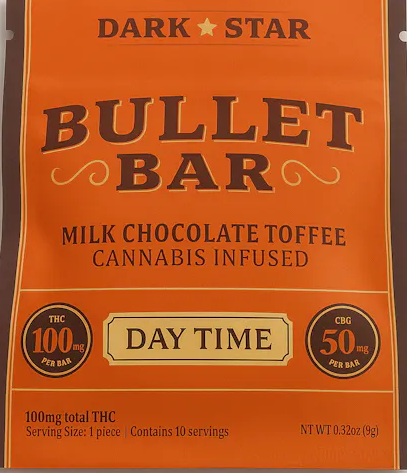 DARK ★ STAR
BULLET
BAR
MILK CHOCOLATE TOFFEE
CANNABIS INFUSED
THC
100mg
PER BAR
DAY TIME
CBG
50mg
PER BAR
100mg total THC
Serving Size: 1 piece | Contains 10 servings
NT WT 0.32oz (9g)